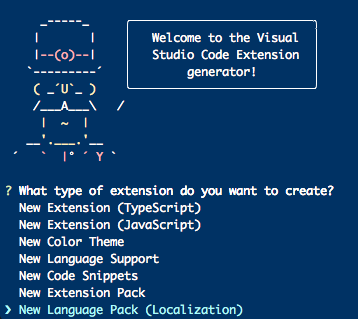 Welcome to the Visual
Studio Code Extension
generator!
? What type of extension do you want to create?
New Extension (TypeScript)
New Extension (JavaScript)
New Color Theme
New Language Support
New Code Snippets
New Extension Pack
❯ New Language Pack (Localization)